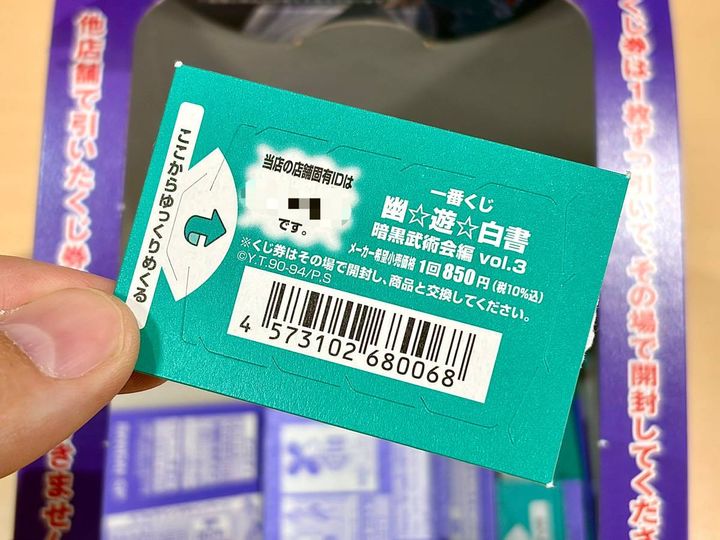 他店舗で引いたくじ券
きません
くじ券は1枚ずつ引いて、その場で開封してくださ
ここからゆっくりめくる
当店の店舗固有IDは
です。
一番くじ
幽☆遊☆白書
暗黒武術会編 vol.3
メーカー希望小売価格 1回850円(税10%込)
※くじ券はその場で開封し、商品と交換してください。
©Y.T.90-94/P.S
4 573102 680068